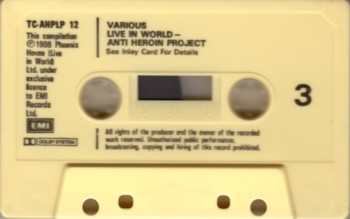 TC-AHPLP 12
This compilation
℗1986 Phoenix
House (Live
in World)
Ltd. under
exclusive
licence
to EMI
Records
Ltd.
EMI
DOLBY SYSTEM
VARIOUS
LIVE IN WORLD –
ANTI HEROIN PROJECT
See Inlay Card For Details
3
All rights of the producer and the owner of the recorded
work reserved. Unauthorised public performance,
broadcasting, copying and hiring of this record prohibited.